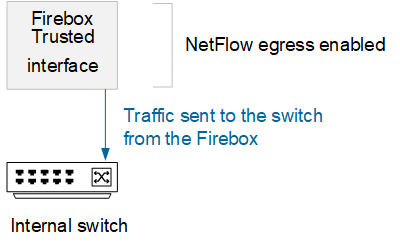 Firebox
Trusted
interface
NetFlow egress enabled
Traffic sent to the switch
from the Firebox
Internal switch